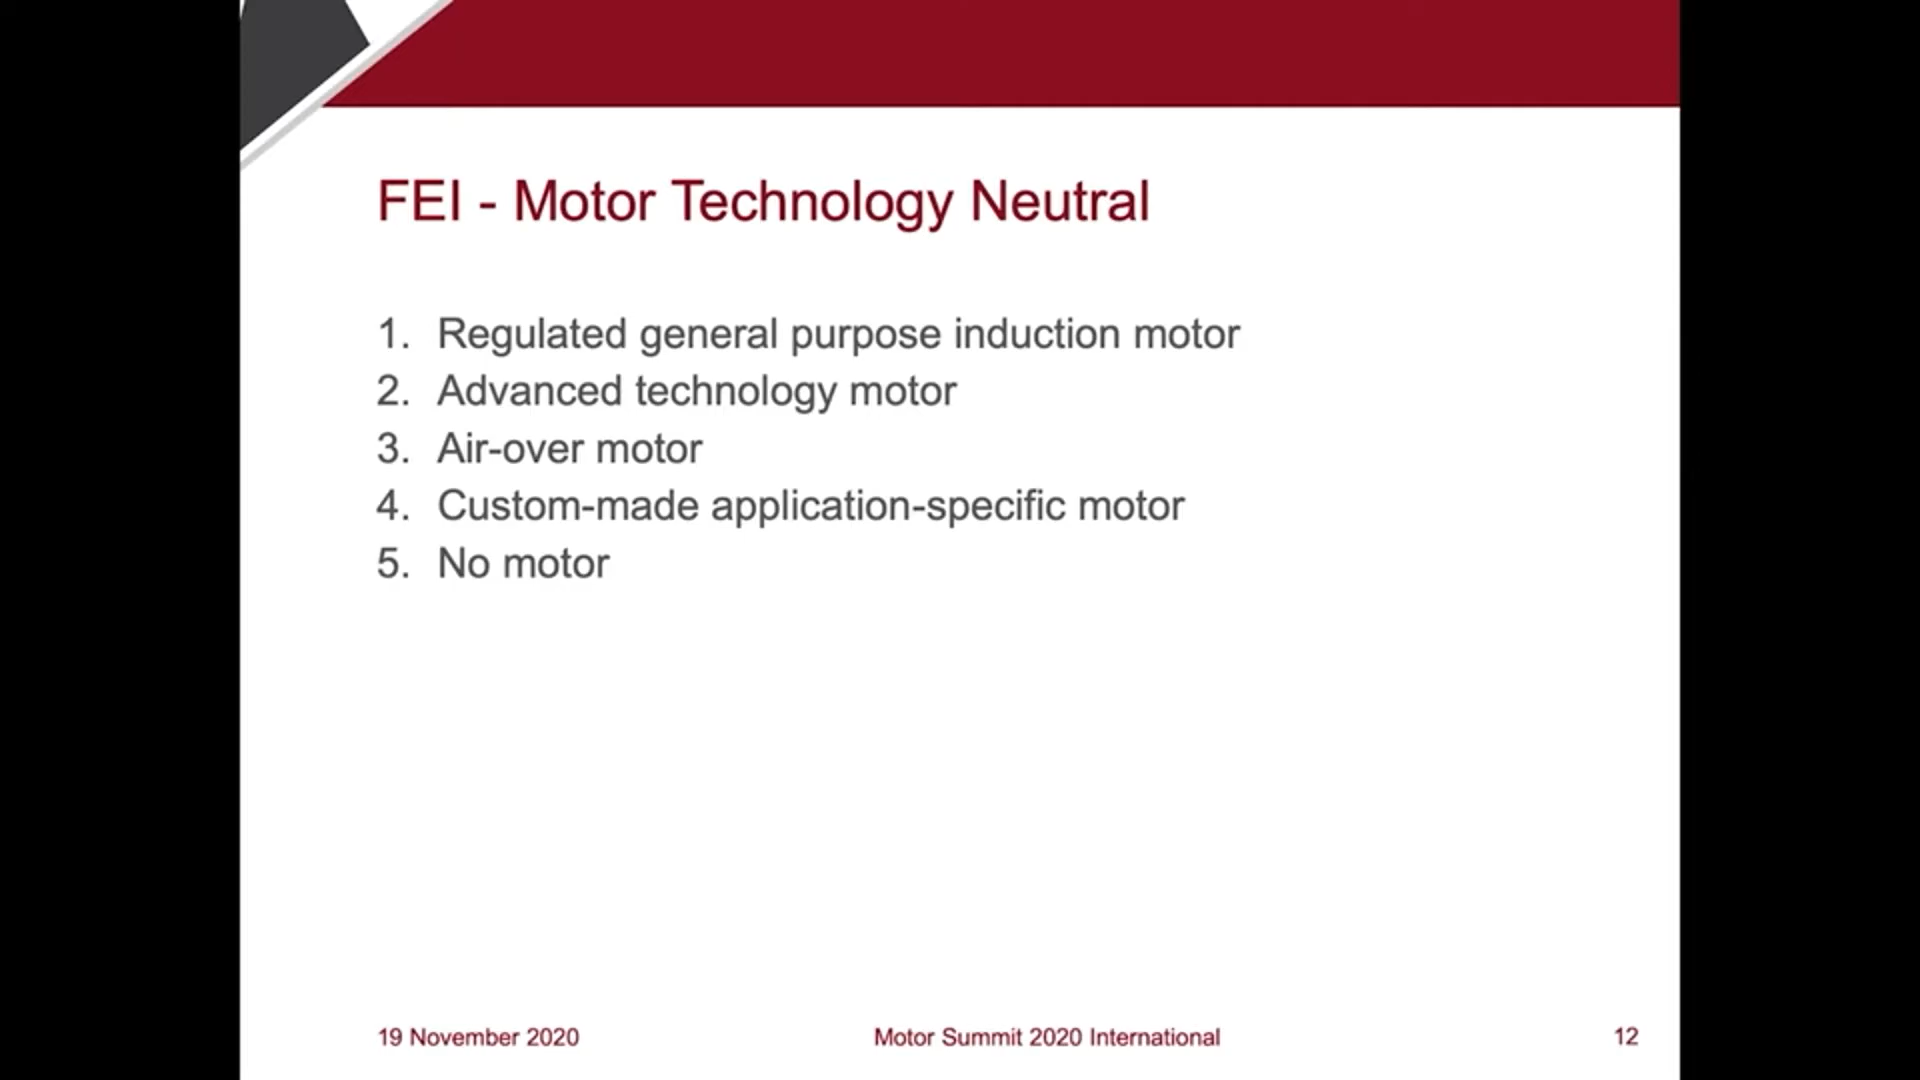 FEI - Motor Technology Neutral
1. Regulated general purpose induction motor
2. Advanced technology motor
3. Air-over motor
4. Custom-made application-specific motor
5. No motor
19 November 2020
Motor Summit 2020 International
12